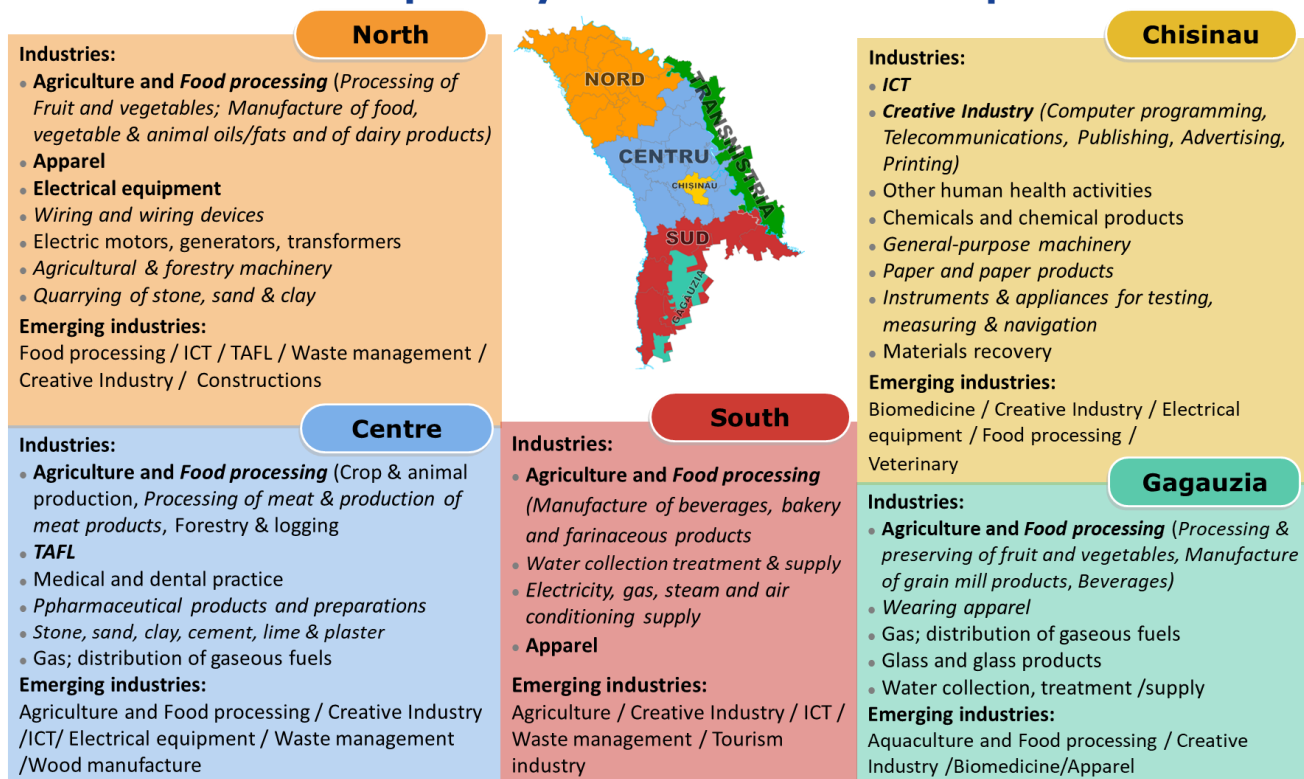 North
Industries:
• Agriculture and Food processing (Processing of
Fruit and vegetables; Manufacture of food,
vegetable & animal oils/fats and of dairy products)
• Apparel
• Electrical equipment
• Wiring and wiring devices
• Electric motors, generators, transformers
• Agricultural & forestry machinery
• Quarrying of stone, sand & clay
Emerging industries:
Food processing / ICT / TAFL / Waste management /
Creative Industry / Constructions
NORD
TRANSNISTRIA
CENTRU
CHIȘINĂU
SUD
GAGAUZIA
Chisinau
Industries:
• ICT
• Creative Industry (Computer programming,
Telecommunications, Publishing, Advertising,
Printing)
• Other human health activities
• Chemicals and chemical products
• General-purpose machinery
• Paper and paper products
• Instruments & appliances for testing,
measuring & navigation
• Materials recovery
Emerging industries:
Biomedicine / Creative Industry / Electrical
equipment / Food processing /
Veterinary
Centre
Industries:
• Agriculture and Food processing (Crop & animal
production, Processing of meat & production of
meat products, Forestry & logging
• TAFL
• Medical and dental practice
• Ppharmaceutical products and preparations
• Stone, sand, clay, cement, lime & plaster
• Gas; distribution of gaseous fuels
Emerging industries:
Agriculture and Food processing / Creative Industry
/ICT/ Electrical equipment / Waste management
/Wood manufacture
South
Industries:
• Agriculture and Food processing
(Manufacture of beverages, bakery
and farinaceous products
• Water collection treatment & supply
• Electricity, gas, steam and air
conditioning supply
• Apparel
Emerging industries:
Agriculture / Creative Industry / ICT /
Waste management / Tourism
industry
Gagauzia
Industries:
• Agriculture and Food processing (Processing &
preserving of fruit and vegetables, Manufacture
of grain mill products, Beverages)
• Wearing apparel
• Gas; distribution of gaseous fuels
• Glass and glass products
• Water collection, treatment /supply
Emerging industries:
Aquaculture and Food processing / Creative
Industry /Biomedicine/Apparel